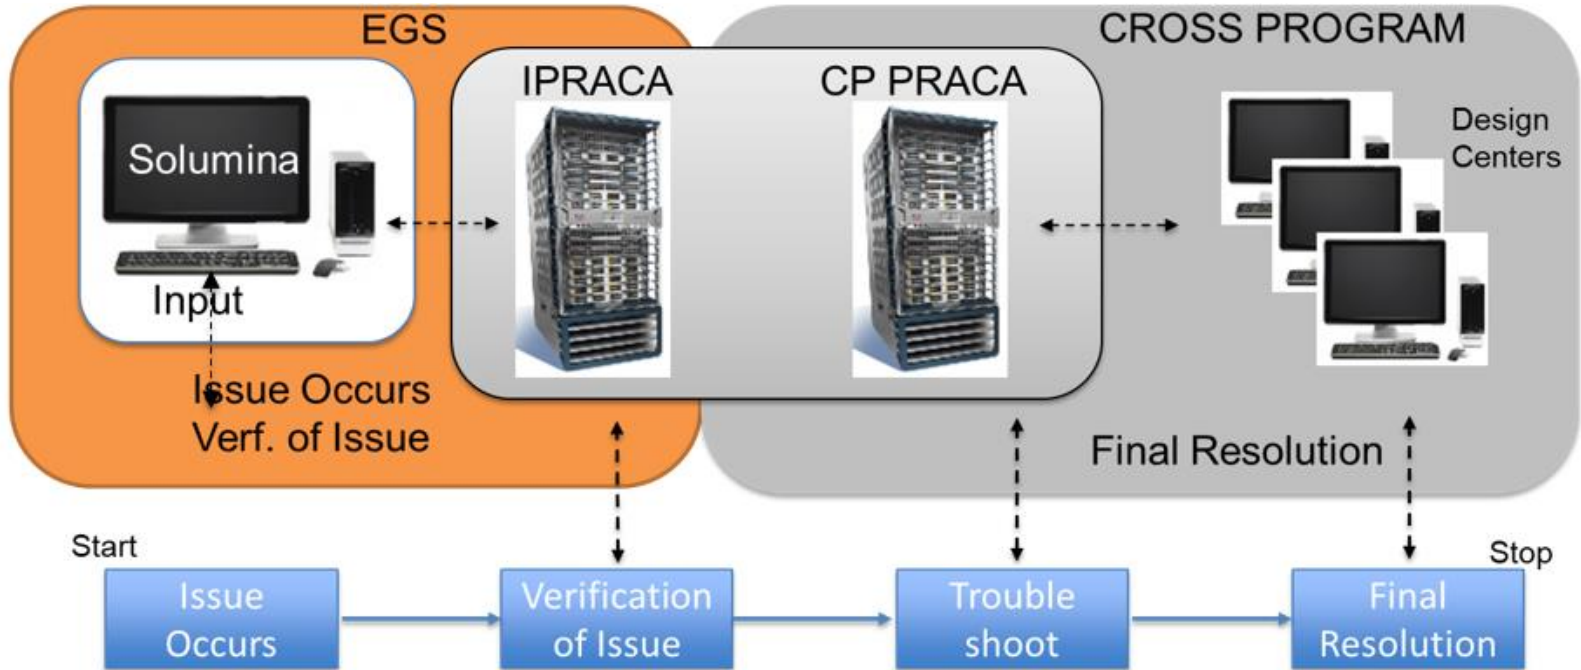 EGS
CROSS PROGRAM
IPRACA
CP PRACA
Design
Centers
Solumina
Input
Issue Occurs
Verf. of Issue
Final Resolution
Start
Stop
Issue
Occurs
Verification
of Issue
Trouble
shoot
Final
Resolution